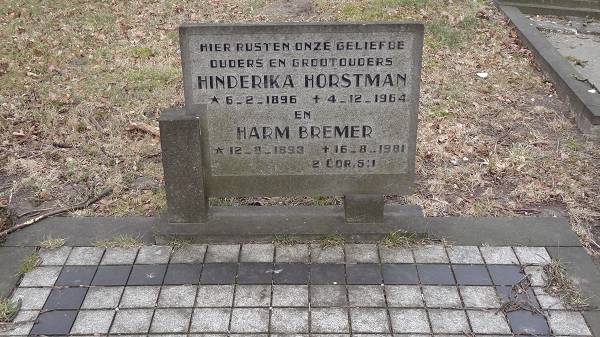 HIER RUSTEN ONZE GELIEFDE
OUDERS EN GROOTOUDERS
HINDERIKA HORSTMAN
★ 6-2-1896 + 4-12-1964
EN
HARM BREMER
★ 12-8-1893 +16-8-1981
2 COR. 5:1